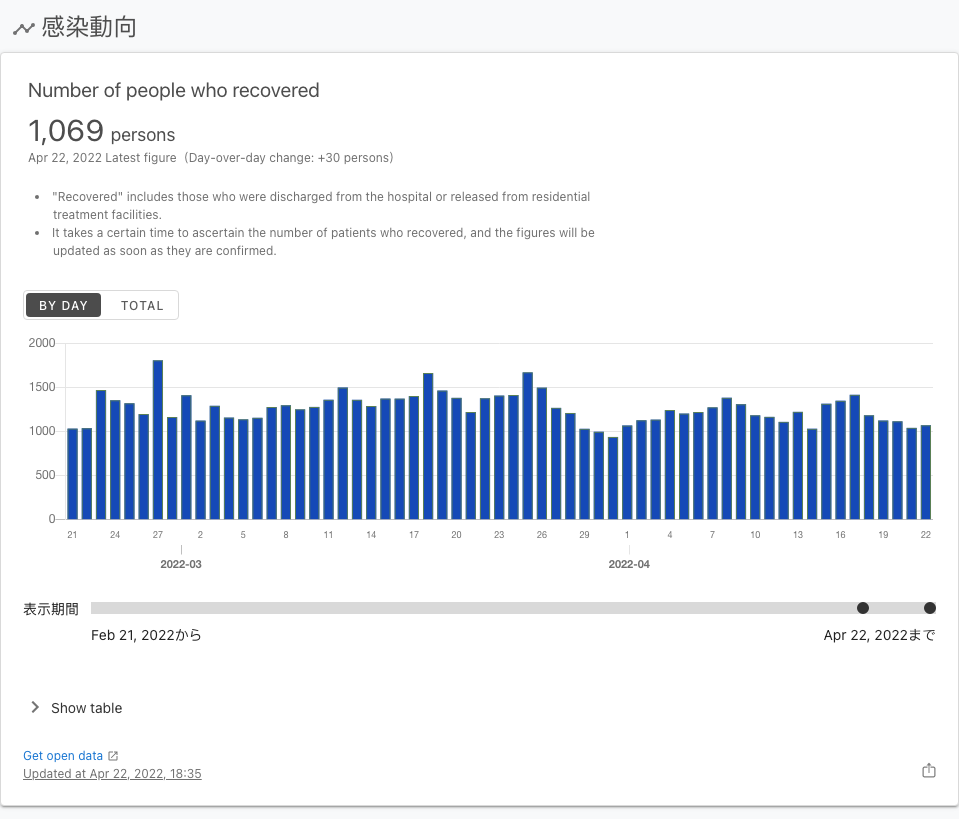 感染動向
Number of people who recovered
1,069 persons
Apr 22, 2022 Latest figure (Day-over-day change: +30 persons)
• "Recovered" includes those who were discharged from the hospital or released from residential
treatment facilities.
• It takes a certain time to ascertain the number of patients who recovered, and the figures will be
updated as soon as they are confirmed.
BY DAY TOTAL
2000
1500
1000
500
0
21 24 27 2 5 8 11 14 17 20 23 26 29 1 4 7 10 13 16 19 22
2022-03 2022-04
表示期間
Feb 21, 2022から Apr 22, 2022まで
Show table
Get open data
Updated at Apr 22, 2022, 18:35